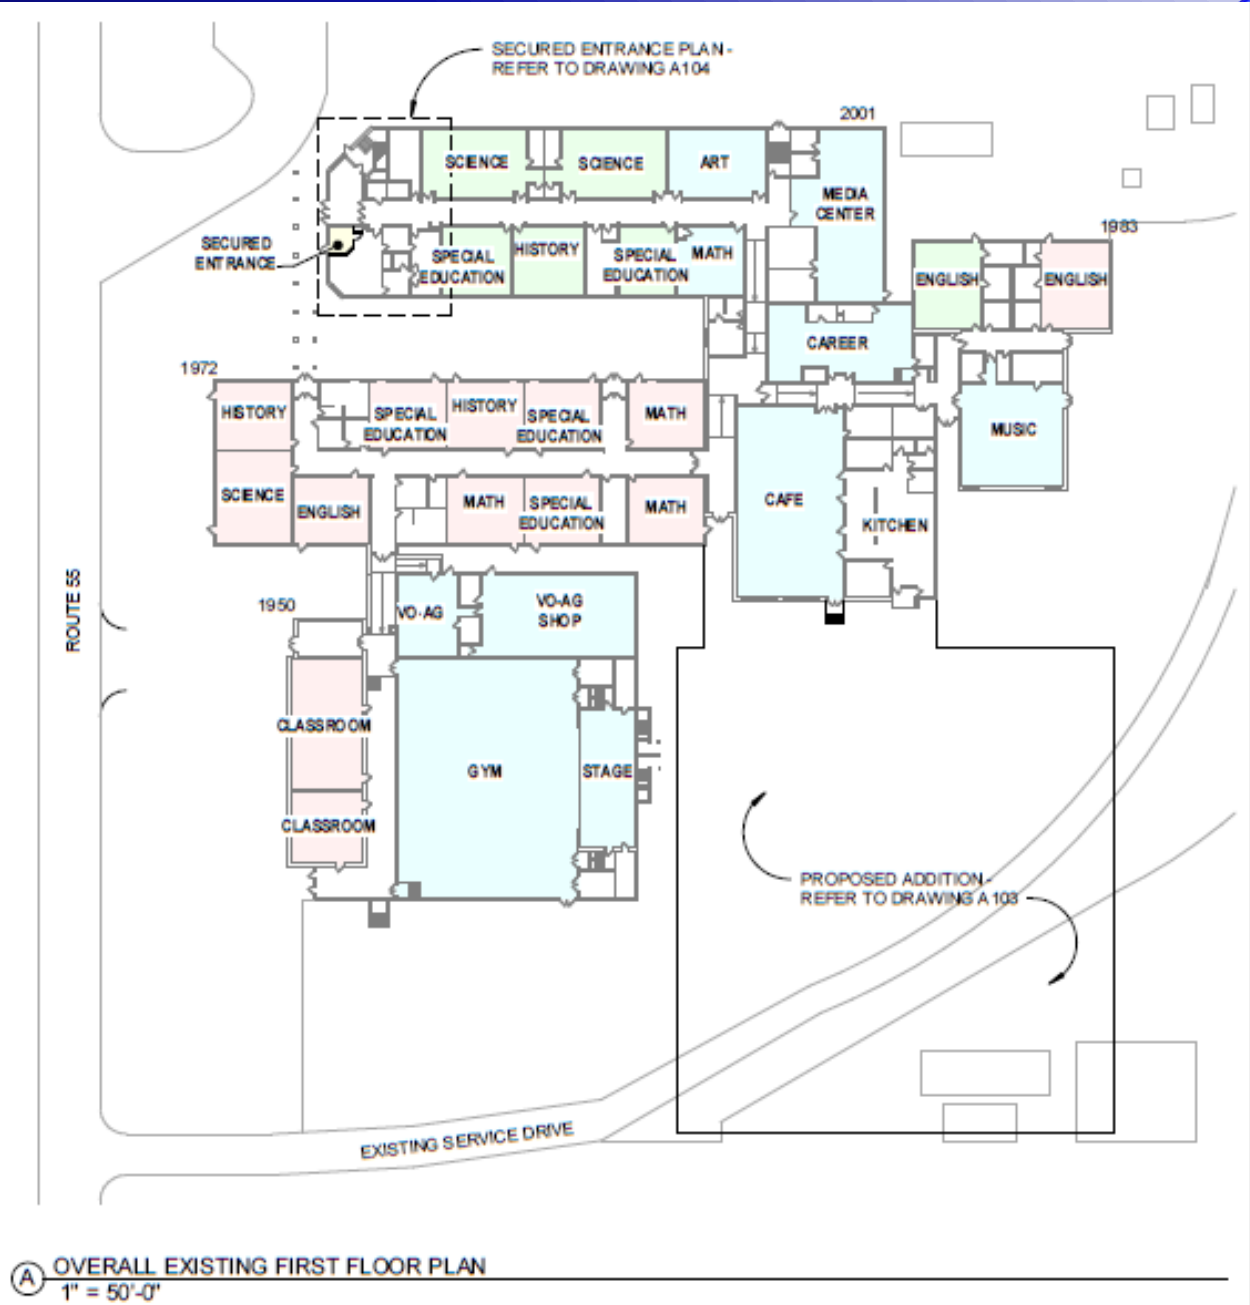 SECURED ENTRANCE PLAN -
REFER TO DRAWING A104
2001
SCIENCE
SCIENCE
ART
MEDIA
CENTER
1983
SECURED
ENTRANCE
SPECIAL
EDUCATION
HISTORY
SPECIAL
EDUCATION
MATH
ENGLISH
ENGLISH
CAREER
1972
HISTORY
SPECIAL
EDUCATION
HISTORY
SPECIAL
EDUCATION
MATH
MUSIC
SCIENCE
ENGLISH
MATH
SPECIAL
EDUCATION
MATH
CAFE
KITCHEN
ROUTE 55
1950
VO-AG
VO-AG
SHOP
CLASSROOM
GYM
STAGE
CLASSROOM
PROPOSED ADDITION -
REFER TO DRAWING A103
EXISTING SERVICE DRIVE
A
OVERALL EXISTING FIRST FLOOR PLAN
1" = 50'-0"